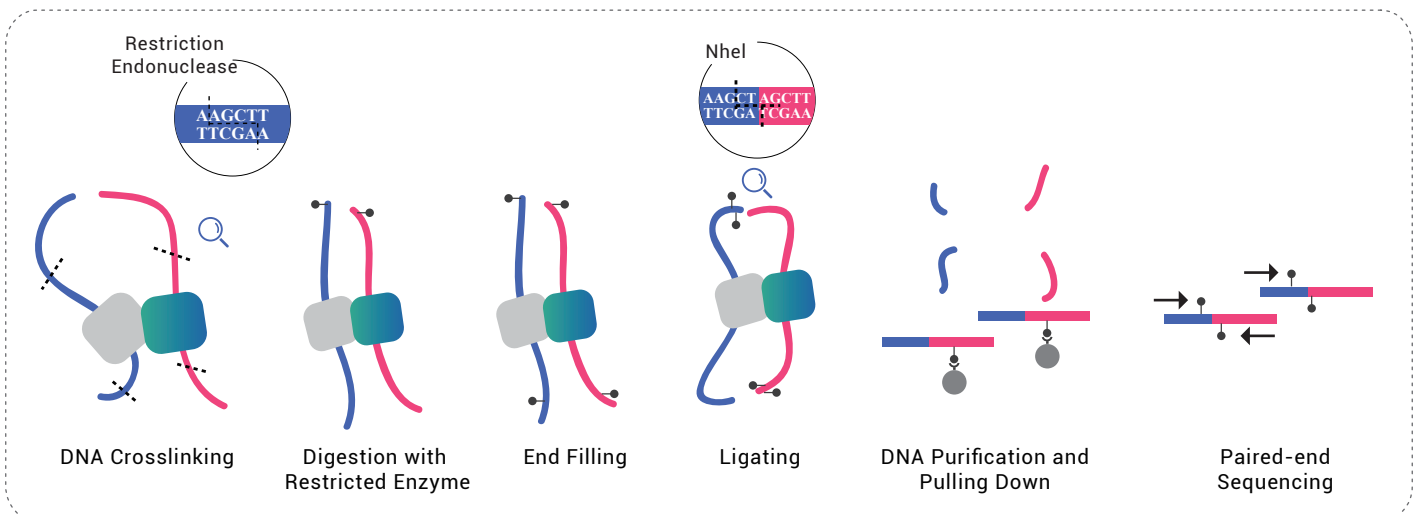 Restriction
Endonuclease
AAGCTT
TTCGAA
NheI
AAGCT AGCTT
TTCGA TCGAA
DNA Crosslinking
Digestion with
Restricted Enzyme
End Filling
Ligating
DNA Purification and
Pulling Down
Paired-end
Sequencing